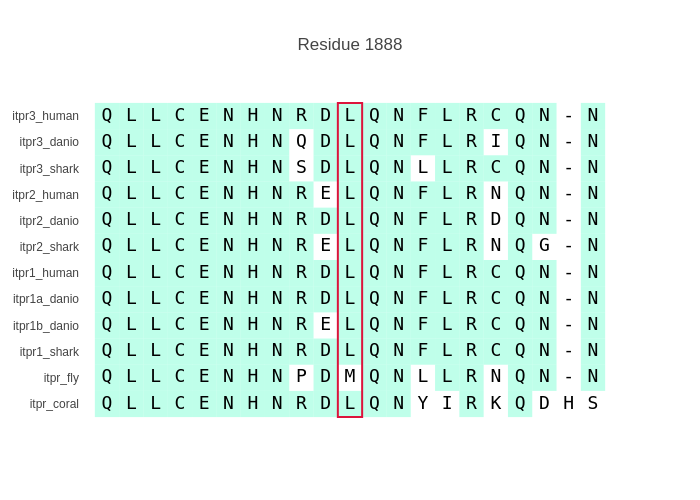 Residue 1888
itpr3_human Q L L C E N H N R D L Q N F L R C Q N - N
itpr3_danio Q L L C E N H N Q D L Q N F L R I Q N - N
itpr3_shark Q L L C E N H N S D L Q N L L R C Q N - N
itpr2_human Q L L C E N H N R E L Q N F L R N Q N - N
itpr2_danio Q L L C E N H N R D L Q N F L R D Q N - N
itpr2_shark Q L L C E N H N R E L Q N F L R N Q G - N
itpr1_human Q L L C E N H N R D L Q N F L R C Q N - N
itpr1a_danio Q L L C E N H N R D L Q N F L R C Q N - N
itpr1b_danio Q L L C E N H N R E L Q N F L R C Q N - N
itpr1_shark Q L L C E N H N R D L Q N F L R C Q N - N
itpr_fly Q L L C E N H N P D M Q N L L R N Q N - N
itpr_coral Q L L C E N H N R D L Q N Y I R K Q D H S